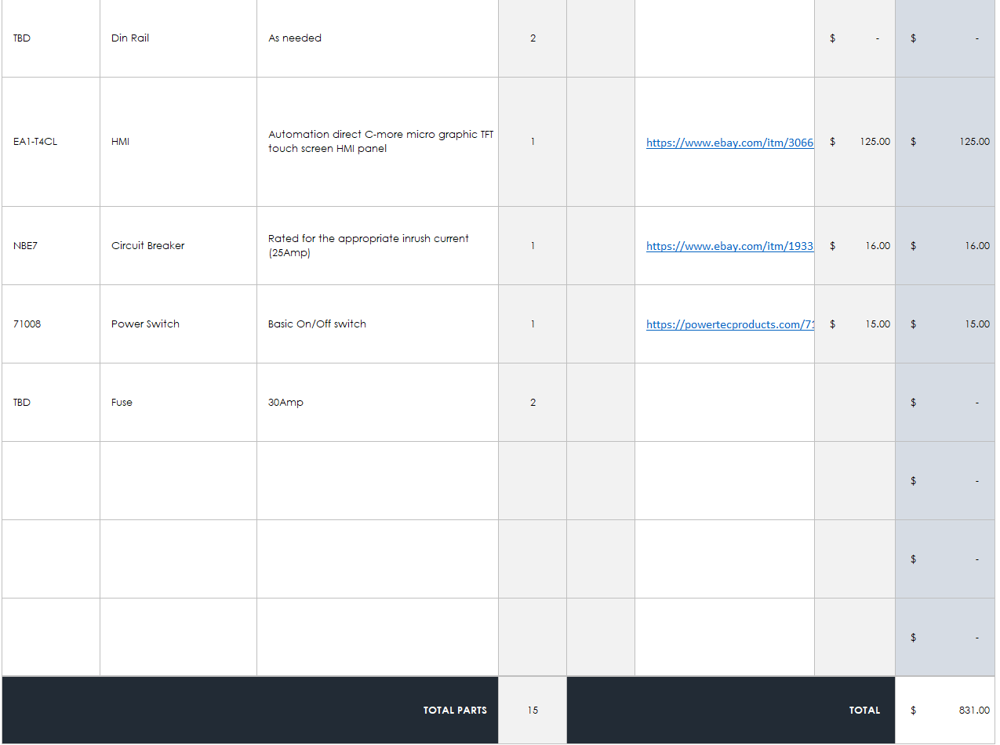 TBD Din Rail As needed 2 $ - $ -
Automation direct C-more micro graphic TFT
EA1-T4CL HMI touch screen HMI panel 1 https://www.ebay.com/itm/3066 $ 125.00 $ 125.00
Rated for the appropriate inrush current
NBE7 Circuit Breaker (25Amp) 1 https://www.ebay.com/itm/1933 $ 16.00 $ 16.00
71008 Power Switch Basic On/Off switch 1 https://powertecproducts.com/71 $ 15.00 $ 15.00
TBD Fuse 30Amp 2 $ -
$ -
$ -
$ -
TOTAL PARTS 15 TOTAL $ 831.00